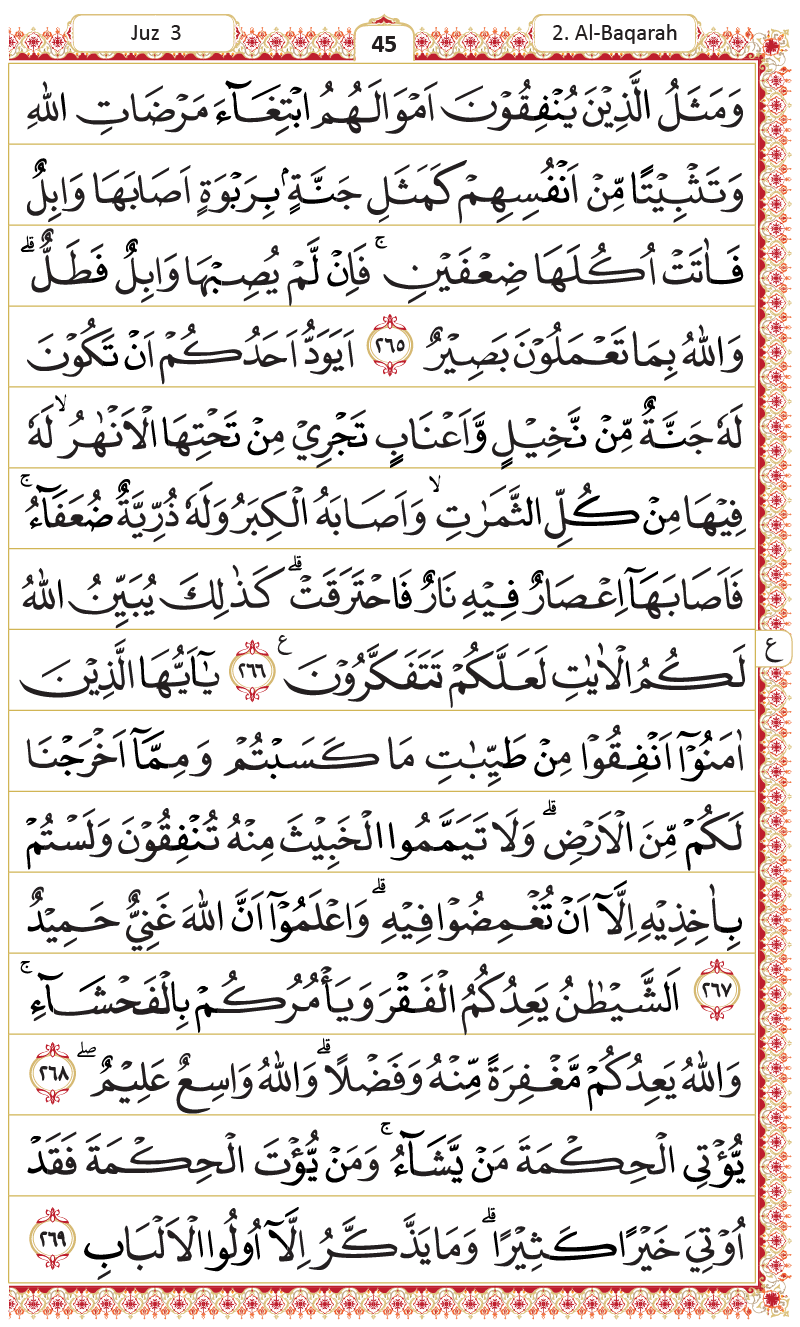 Juz 3
45
2. Al-Baqarah
وَمَثَلُ الَّذِيْنَ يُنْفِقُوْنَ اَمْوَالَهُمُ ابْتِغَآءَ مَرْضَاتِ اللّٰهِ
وَتَثْبِيْتًا مِّنْ اَنْفُسِهِمْ كَمَثَلِ جَنَّةٍۢ بِرَبْوَةٍ اَصَابَهَا وَابِلٌ
فَاٰتَتْ اُكُلَهَا ضِعْفَيْنِ ۚ فَاِنْ لَّمْ يُصِبْهَا وَابِلٌ فَطَلٌّ ؕ
وَاللّٰهُ بِمَا تَعْمَلُوْنَ بَصِيْرٌ ۝٢٦٥ اَيَوَدُّ اَحَدُكُمْ اَنْ تَكُوْنَ
لَهٗ جَنَّةٌ مِّنْ نَّخِيْلٍ وَّاَعْنَابٍ تَجْرِيْ مِنْ تَحْتِهَا الْاَنْهٰرُ ۙ لَهٗ
فِيْهَا مِنْ كُلِّ الثَّمَرٰتِ ۙ وَاَصَابَهُ الْكِبَرُ وَلَهٗ ذُرِّيَّةٌ ضُعَفَآءُ ۚ
فَاَصَابَهَاۤ اِعْصَارٌ فِيْهِ نَارٌ فَاحْتَرَقَتْ ؕ كَذٰلِكَ يُبَيِّنُ اللّٰهُ
لَكُمُ الْاٰيٰتِ لَعَلَّكُمْ تَتَفَكَّرُوْنَ ع ۝٢٦٦ يٰۤاَيُّهَا الَّذِيْنَ
ع
اٰمَنُوْۤا اَنْفِقُوْا مِنْ طَيِّبٰتِ مَا كَسَبْتُمْ وَمِمَّاۤ اَخْرَجْنَا
لَكُمْ مِّنَ الْاَرْضِ ؕ وَلَا تَيَمَّمُوا الْخَبِيْثَ مِنْهُ تُنْفِقُوْنَ وَلَسْتُمْ
بِاٰخِذِيْهِ اِلَّاۤ اَنْ تُغْمِضُوْا فِيْهِ ؕ وَاعْلَمُوْۤا اَنَّ اللّٰهَ غَنِيٌّ حَمِيْدٌ
۝٢٦٧ اَلشَّيْطٰنُ يَعِدُكُمُ الْفَقْرَ وَيَأْمُرُكُمْ بِالْفَحْشَآءِ ۚ
وَاللّٰهُ يَعِدُكُمْ مَّغْفِرَةً مِّنْهُ وَفَضْلًا ؕ وَاللّٰهُ وَاسِعٌ عَلِيْمٌ ۖ ۝٢٦٨
يُّؤْتِي الْحِكْمَةَ مَنْ يَّشَآءُ ۚ وَمَنْ يُّؤْتَ الْحِكْمَةَ فَقَدْ
اُوْتِيَ خَيْرًا كَثِيْرًا ؕ وَمَا يَذَّكَّرُ اِلَّاۤ اُولُوا الْاَلْبَابِ ۝٢٦٩